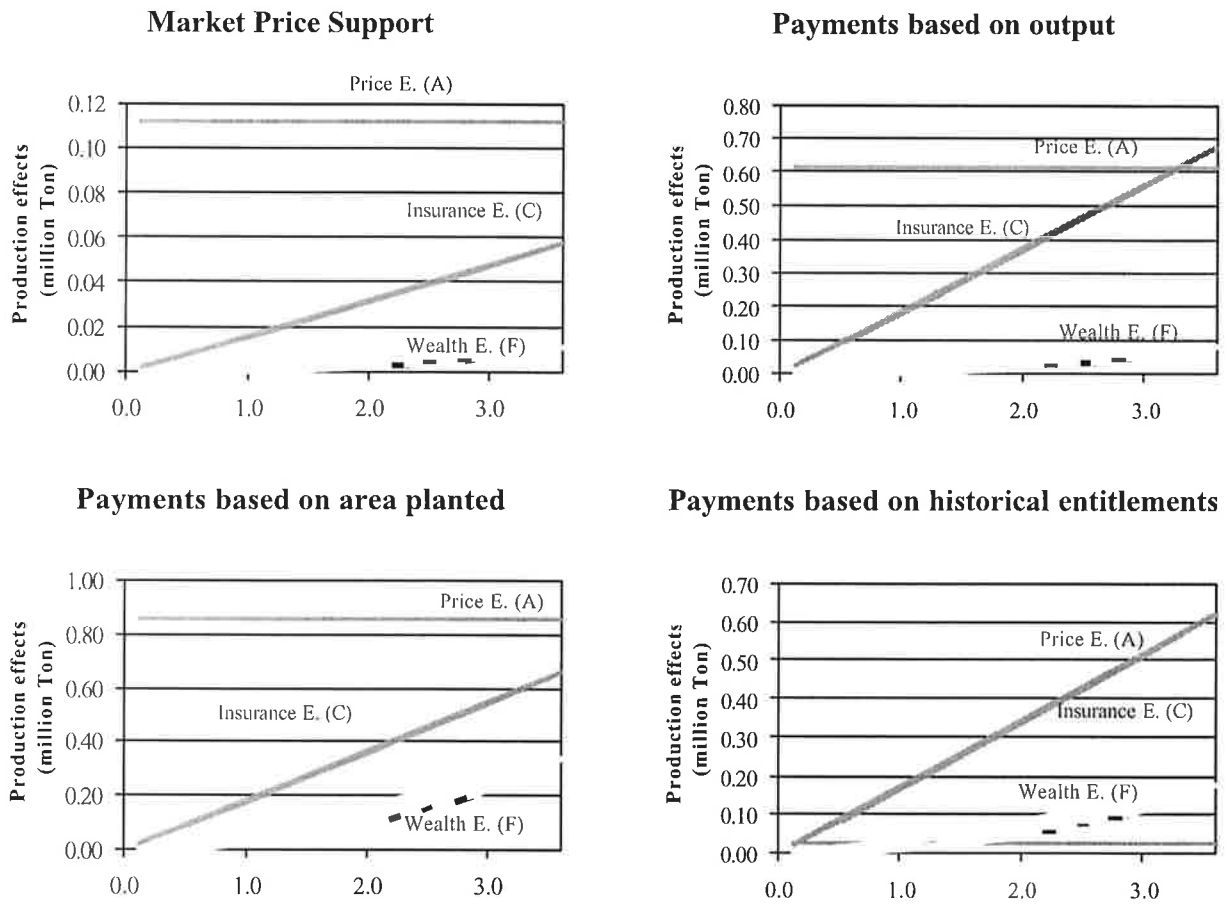 Market Price Support
Price E. (A)
0.12
0.10
0.08
0.06
0.04
0.02
0.00
Production effects
(million Ton)
Insurance E. (C)
Wealth E. (F)
0.0 1.0 2.0 3.0
Payments based on output
0.80
0.70
0.60
0.50
0.40
0.30
0.20
0.10
0.00
Production effects
(million Ton)
Price E. (A)
Insurance E. (C)
Wealth E. (F)
0.0 1.0 2.0 3.0
Payments based on area planted
1.00
0.80
0.60
0.40
0.20
0.00
Production effects
(million Ton)
Price E. (A)
Insurance E. (C)
Wealth E. (F)
0.0 1.0 2.0 3.0
Payments based on historical entitlements
0.70
0.60
0.50
0.40
0.30
0.20
0.10
0.00
Production effects
(million Ton)
Price E. (A)
Insurance E. (C)
Wealth E. (F)
0.0 1.0 2.0 3.0